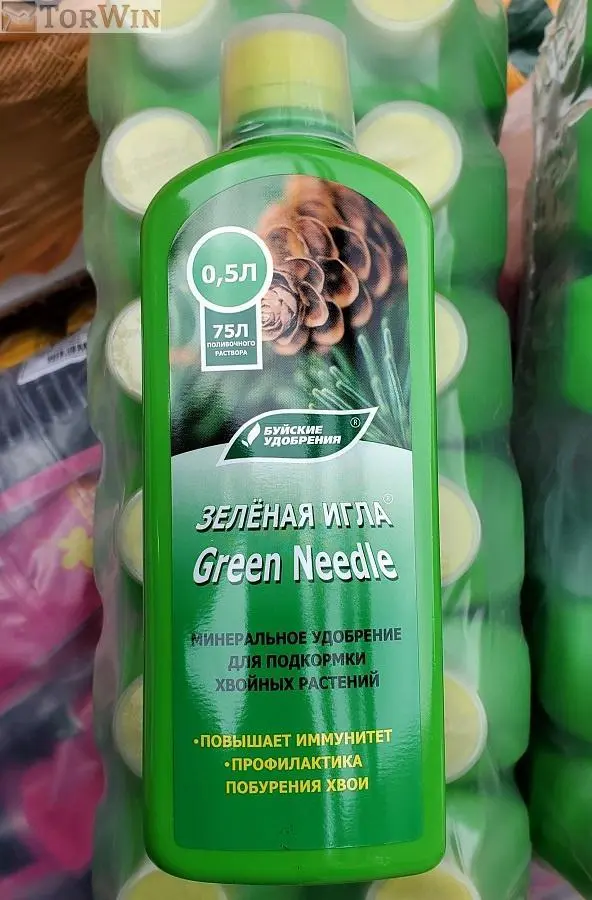 TorWin
0,5Л
75Л
ПОЛИВОЧНОГО
РАСТВОРА
БУЙСКИЕ
УДОБРЕНИЯ ®
ЗЕЛЁНАЯ ИГЛА®
Green Needle
МИНЕРАЛЬНОЕ УДОБРЕНИЕ
ДЛЯ ПОДКОРМКИ
ХВОЙНЫХ РАСТЕНИЙ
•ПОВЫШАЕТ ИММУНИТЕТ
•ПРОФИЛАКТИКА
ПОБУРЕНИЯ ХВОИ